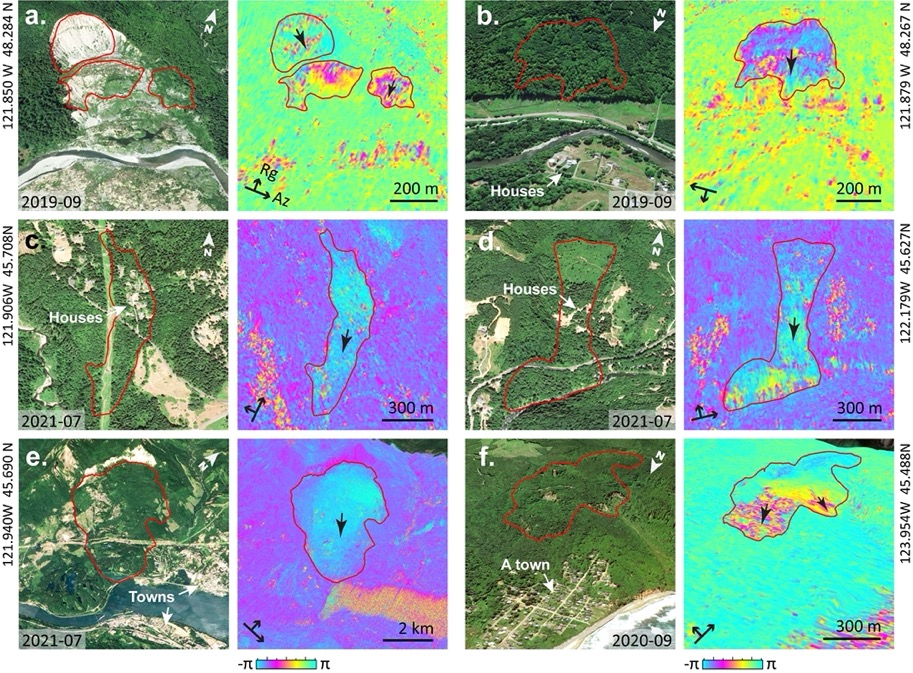 a.
N
121.850 W 48.284 N
2019-09
Rg
Az
200 m
b.
N
Houses
2019-09
200 m
121.879 W 48.267 N
c.
N
121.906W 45.708N
Houses
2021-07
300 m
d.
N
Houses
2021-07
300 m
122.179W 45.627N
e.
N
121.940W 45.690N
Towns
2021-07
2 km
f.
N
A town
2020-09
300 m
123.954W 45.488N
-π π
-π π